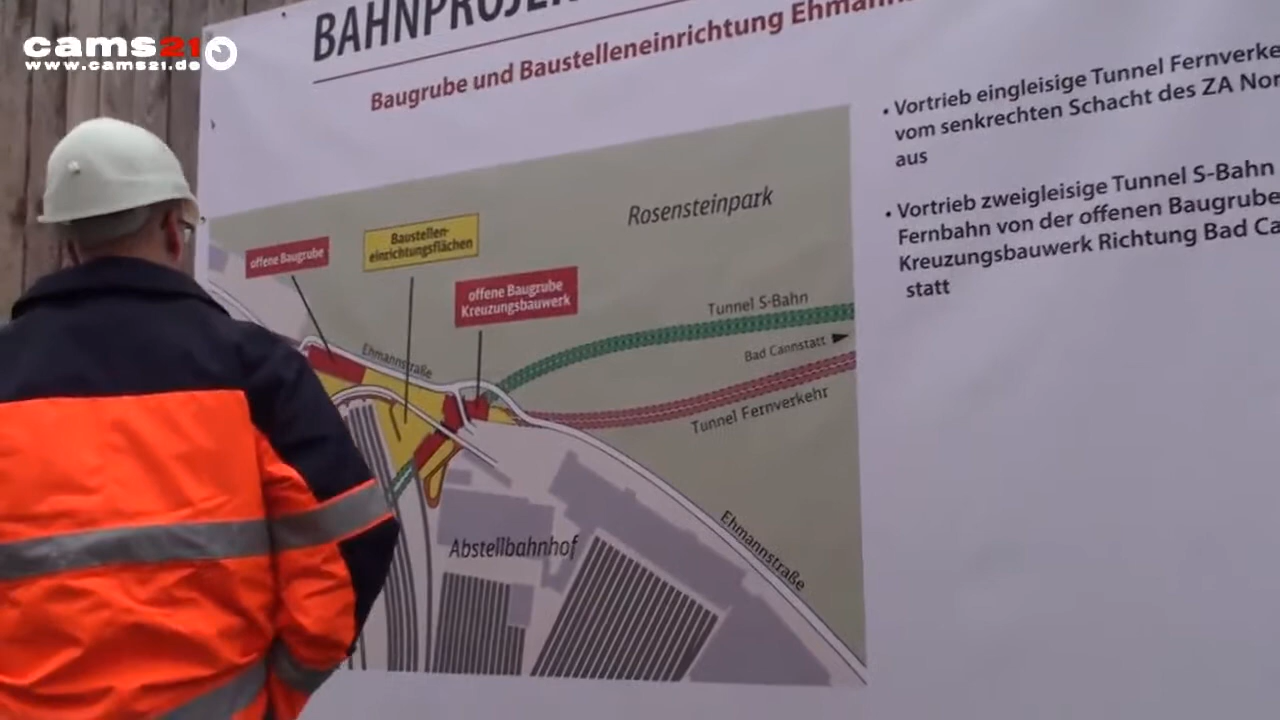 cams21
www.cams21.de
BAHNPROJEK
Baugrube und Baustelleneinrichtung Ehmann
• Vortrieb eingleisige Tunnel Fernverke
vom senkrechten Schacht des ZA Nor
aus
• Vortrieb zweigleisige Tunnel S-Bahn
Fernbahn von der offenen Baugrube
Kreuzungsbauwerk Richtung Bad Ca
statt
Rosensteinpark
offene Baugrube
Baustellen-
einrichtungsflächen
offene Baugrube
Kreuzungsbauwerk
Tunnel S-Bahn
Bad Cannstatt
Ehmannstraße
Tunnel Fernverkehr
Ehmannstraße
Abstellbahnhof